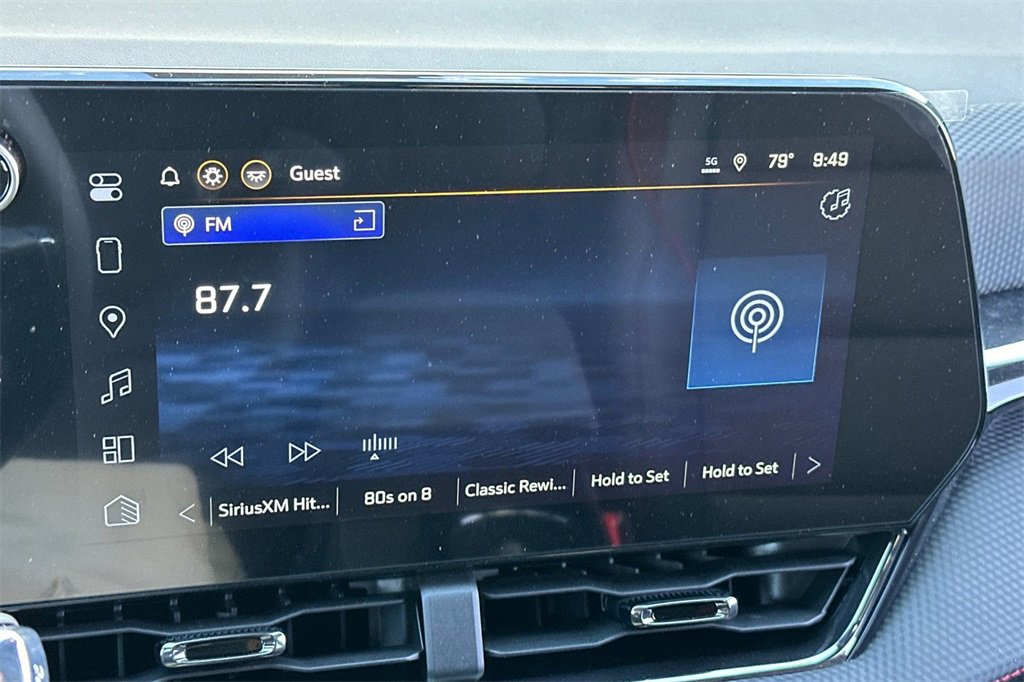 Guest
5G 79° 9:49
FM
87.7
SiriusXM Hit... 80s on 8 Classic Rewi... Hold to Set Hold to Set